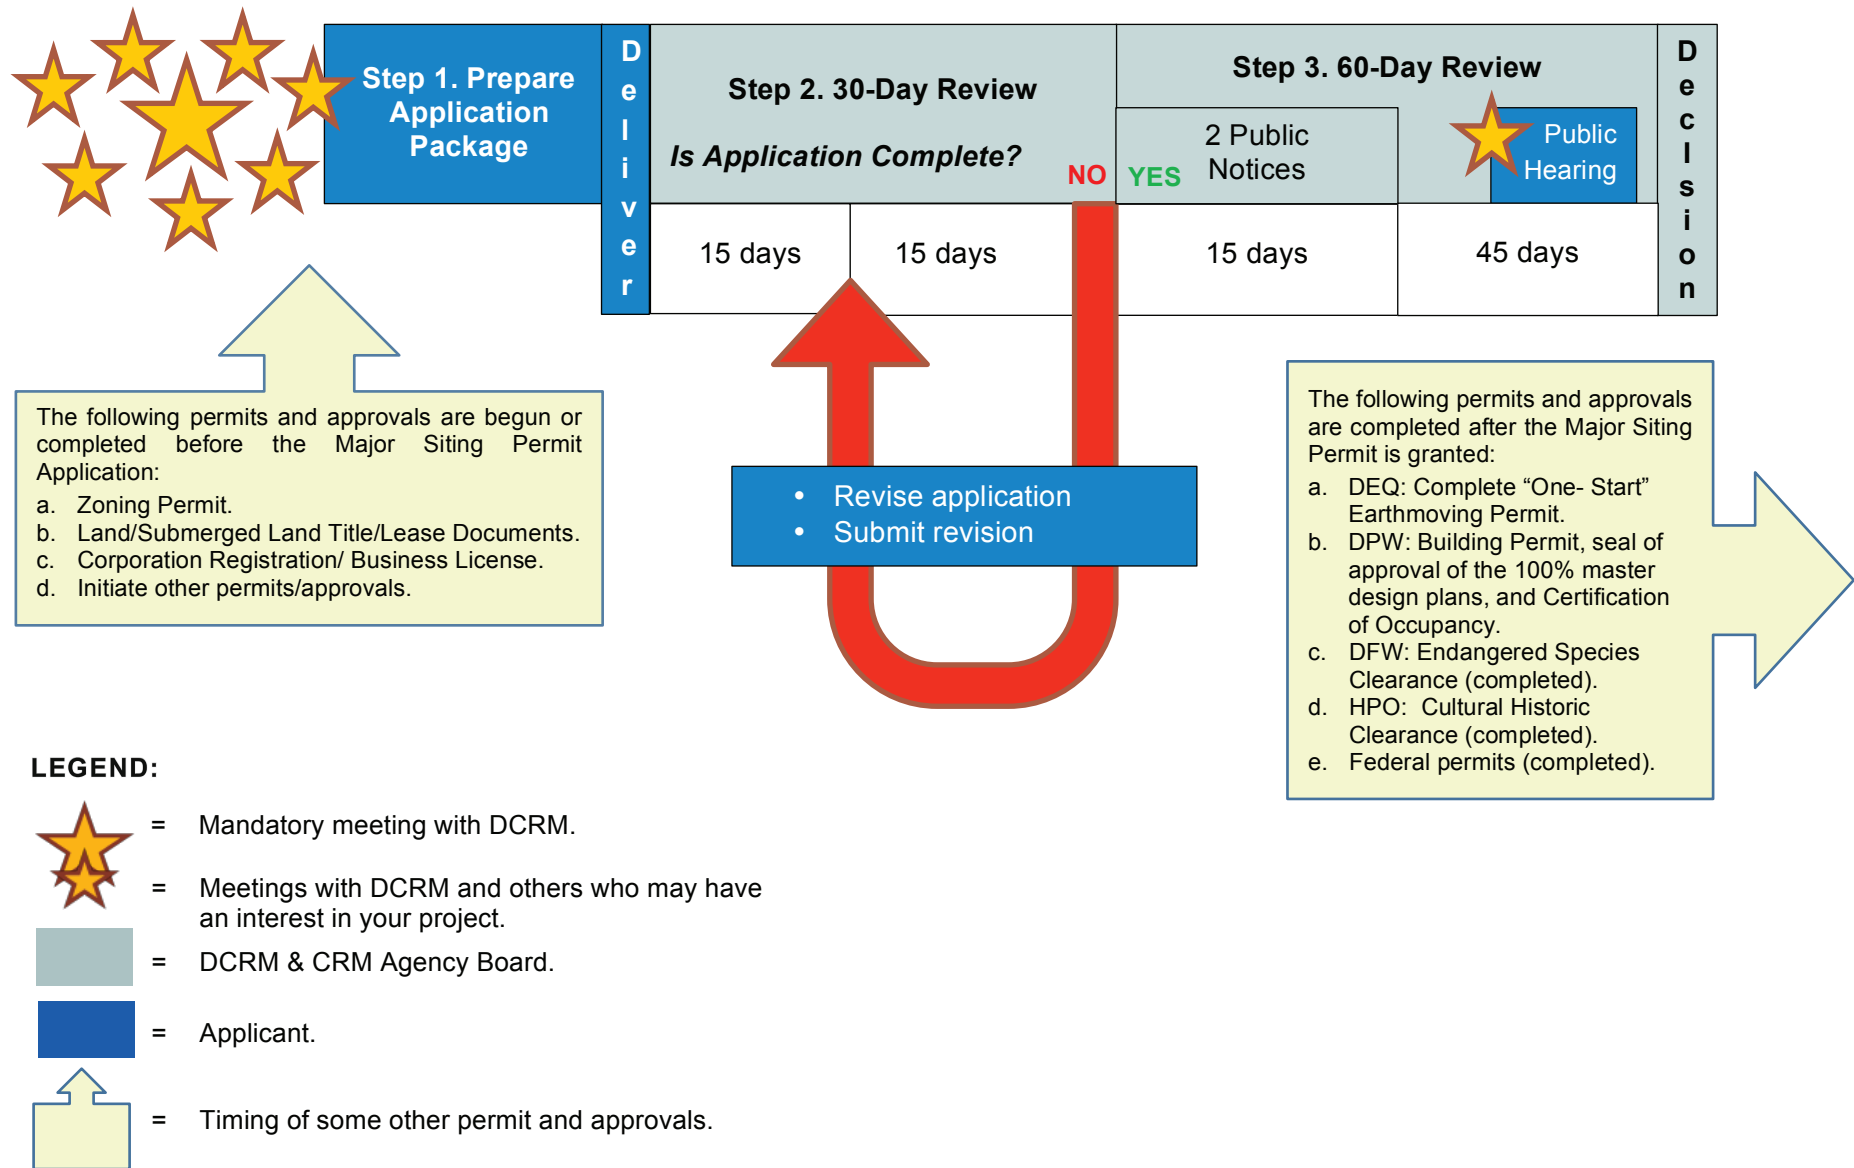 Step 1. Prepare
Application
Package
Deliver
Step 2. 30-Day Review
Is Application Complete?
NO
YES
Step 3. 60-Day Review
2 Public
Notices
Public
Hearing
DecIsion
15 days
15 days
15 days
45 days
The following permits and approvals are begun or
completed before the Major Siting Permit
Application:
a. Zoning Permit.
b. Land/Submerged Land Title/Lease Documents.
c. Corporation Registration/ Business License.
d. Initiate other permits/approvals.
• Revise application
• Submit revision
The following permits and approvals
are completed after the Major Siting
Permit is granted:
a. DEQ: Complete “One- Start”
Earthmoving Permit.
b. DPW: Building Permit, seal of
approval of the 100% master
design plans, and Certification
of Occupancy.
c. DFW: Endangered Species
Clearance (completed).
d. HPO: Cultural Historic
Clearance (completed).
e. Federal permits (completed).
LEGEND:
= Mandatory meeting with DCRM.
= Meetings with DCRM and others who may have
an interest in your project.
= DCRM & CRM Agency Board.
= Applicant.
= Timing of some other permit and approvals.